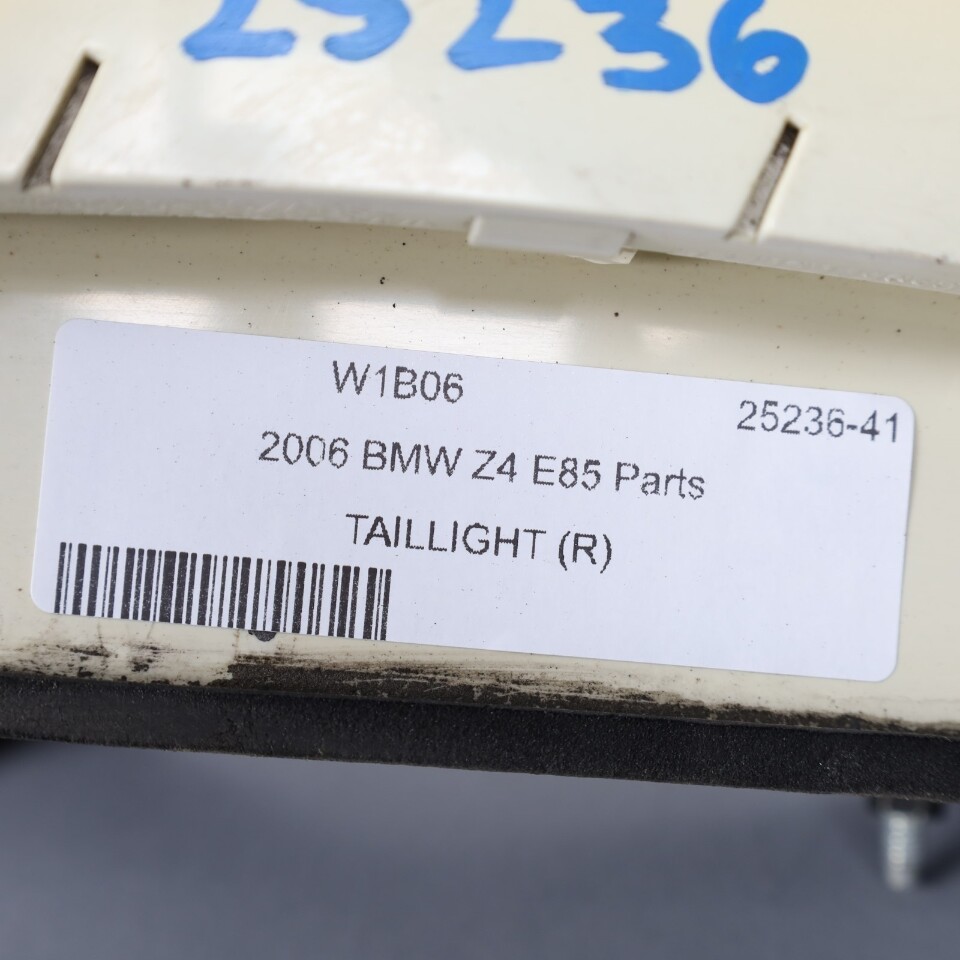 25236
W1B06
25236-41
2006 BMW Z4 E85 Parts
TAILLIGHT (R)